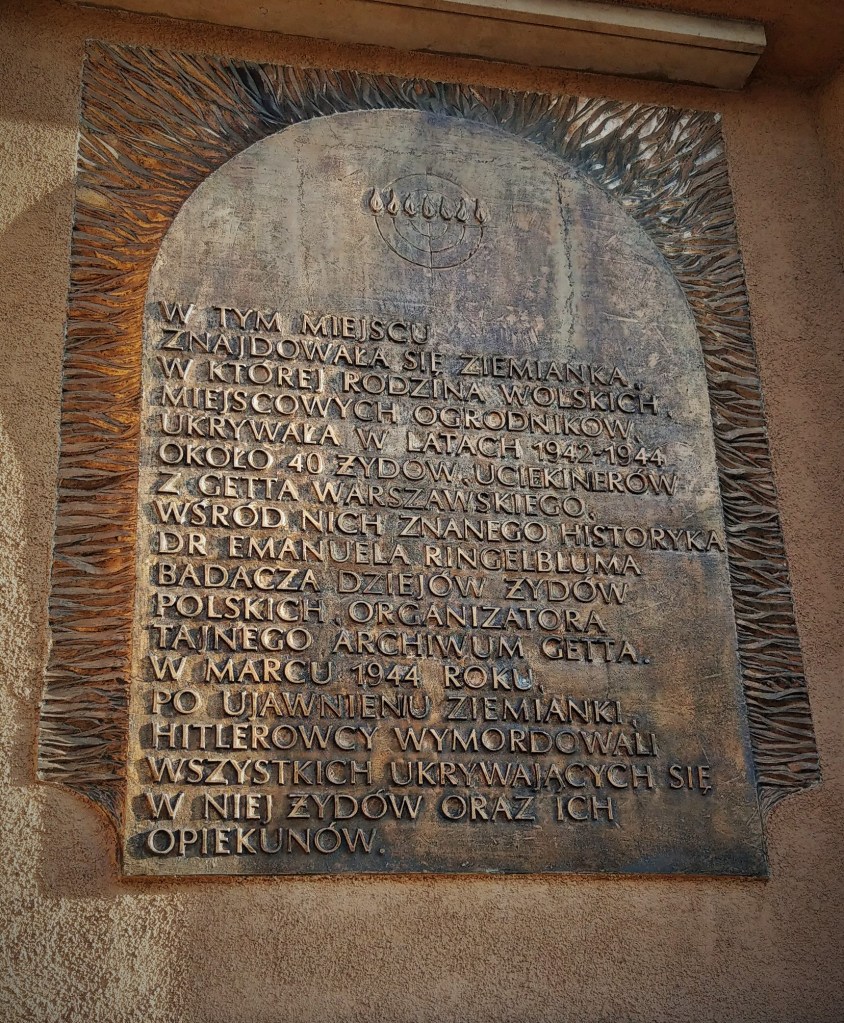 W TYM MIEJSCU
ZNAJDOWAŁA SIĘ ZIEMIANKA,
W KTÓREJ RODZINA WOLSKICH,
MIEJSCOWYCH OGRODNIKÓW,
UKRYWAŁA W LATACH 1942-1944
OKOŁO 40 ŻYDÓW, UCIEKINERÓW
Z GETTA WARSZAWSKIEGO,
WŚRÓD NICH ZNANEGO HISTORYKA
DR EMANUELA RINGELBLUMA
BADACZA DZIEJÓW ŻYDÓW
POLSKICH, ORGANIZATORA
TAJNEGO ARCHIWUM GETTA.
W MARCU 1944 ROKU,
PO UJAWNIENIU ZIEMIANKI,
HITLEROWCY WYMORDOWALI
WSZYSTKICH UKRYWAJĄCYCH SIĘ
W NIEJ ŻYDÓW ORAZ ICH
OPIEKUNÓW.